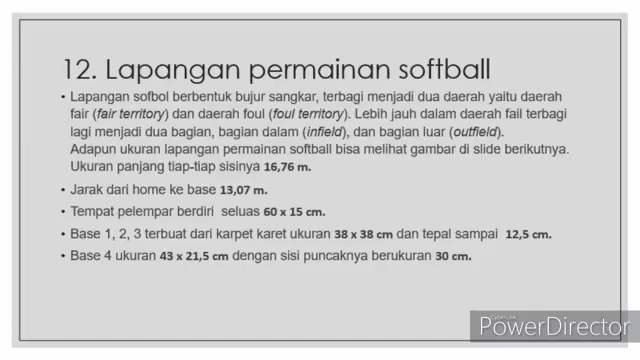 12. Lapangan permainan softball
• Lapangan sofbol berbentuk bujur sangkar, terbagi menjadi dua daerah yaitu daerah
fair (fair territory) dan daerah foul (foul territory). Lebih jauh dalam daerah fail terbagi
lagi menjadi dua bagian, bagian dalam (infield), dan bagian luar (outfield).
Adapun ukuran lapangan permainan softball bisa melihat gambar di slide berikutnya.
Ukuran panjang tiap-tiap sisinya 16,76 m.
• Jarak dari home ke base 13,07 m.
• Tempat pelempar berdiri seluas 60 x 15 cm.
• Base 1, 2, 3 terbuat dari karpet karet ukuran 38 x 38 cm dan tepal sampai 12,5 cm.
• Base 4 ukuran 43 x 21,5 cm dengan sisi puncaknya berukuran 30 cm.
CyberLink
PowerDirector